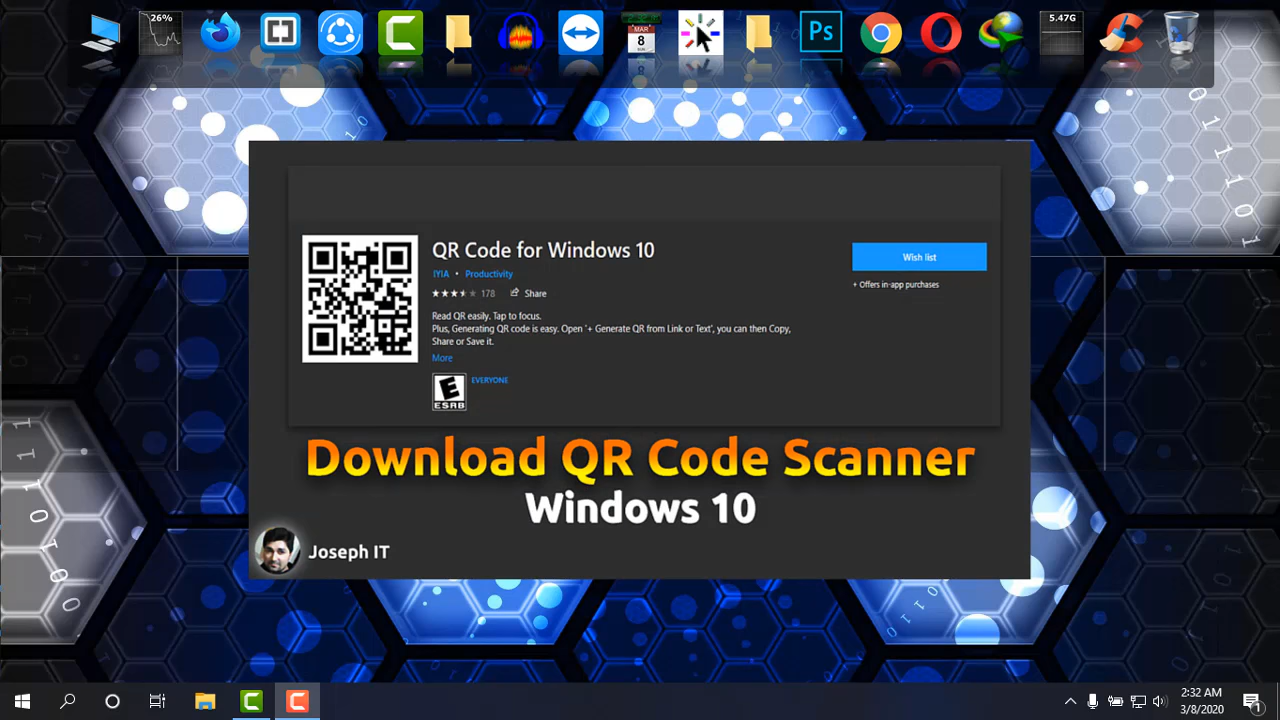 26%
MAR
8
Ps
5.47G
QR Code for Windows 10
IYIA • Productivity
178 Share
Wish list
+ Offers in-app purchases
Read QR easily. Tap to focus.
Plus, Generating QR code is easy. Open '+ Generate QR from Link or Text', you can then Copy,
Share or Save it.
More
E
ESRB
EVERYONE
Download QR Code Scanner
Windows 10
Joseph IT
2:32 AM
3/8/2020
1